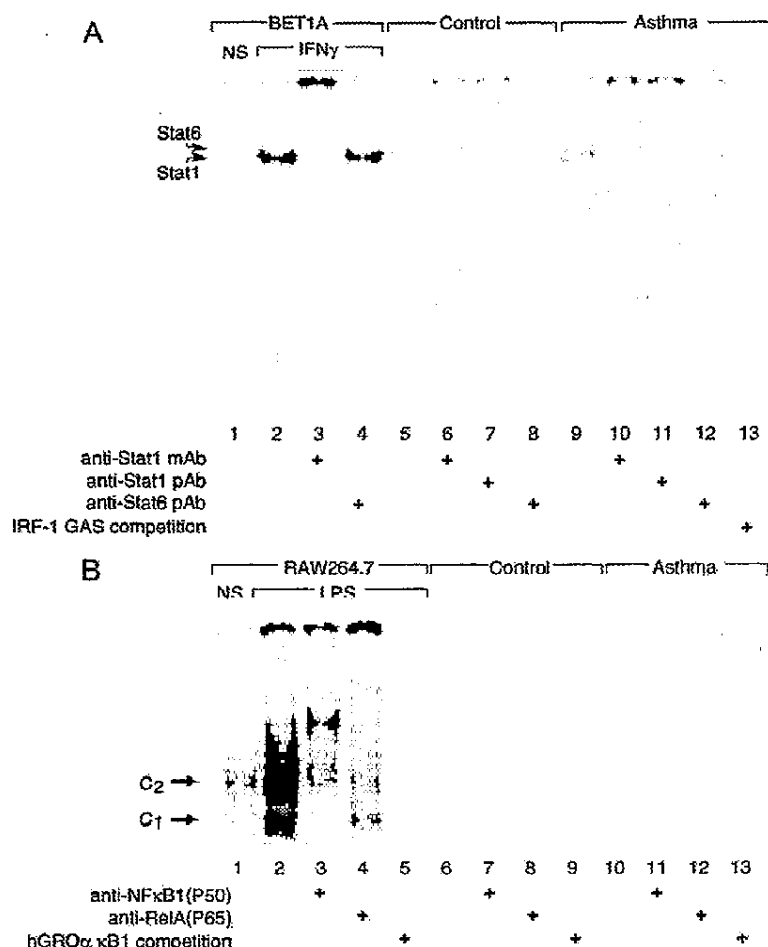 A
BET1A Control Asthma
NS IFNγ
Stat6
Stat1
1 2 3 4 5 6 7 8 9 10 11 12 13
anti-Stat1 mAb + + +
anti-Stat1 pAb + +
anti-Stat6 pAb + + +
IRF-1 GAS competition +
B
RAW264.7 Control Asthma
NS LPS
C2
C1
1 2 3 4 5 6 7 8 9 10 11 12 13
anti-NFκB1(P50) + + +
anti-RelA(P65) + + +
hGROα κB1 competition + + +